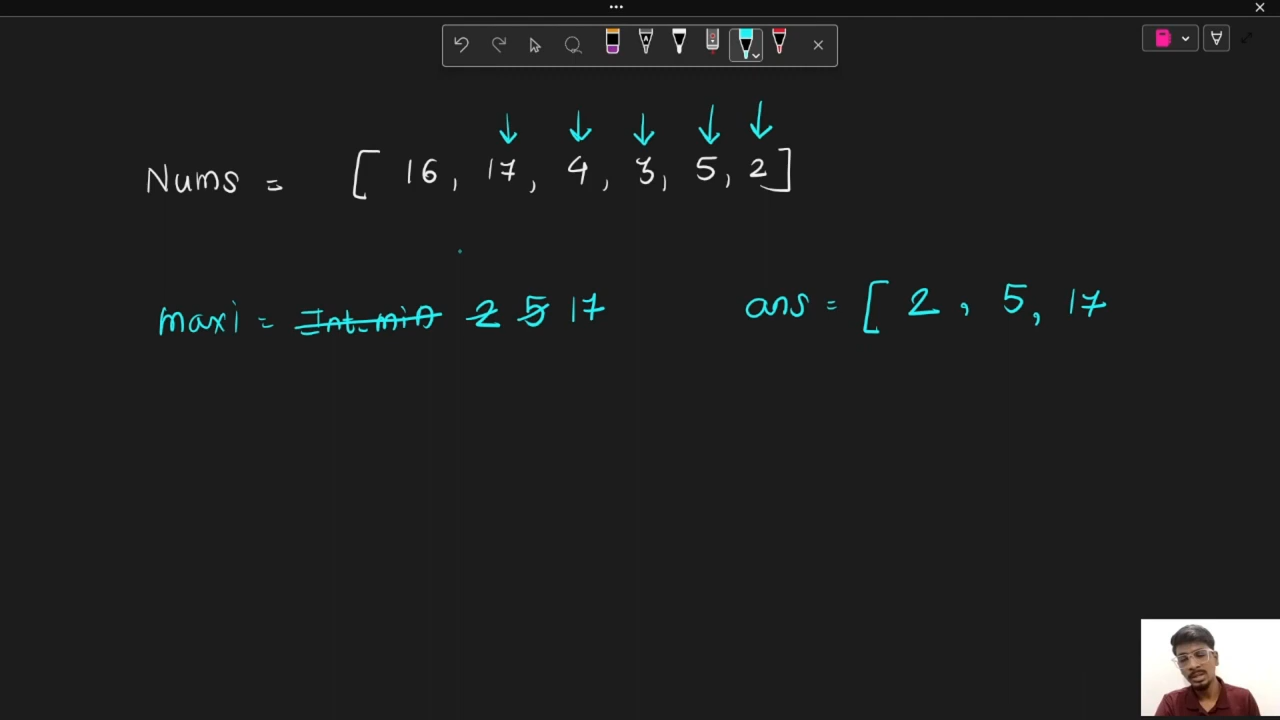 Nums = [ 16, 17, 4, 3, 5, 2 ]
maxi = Int-min 2 5 17
ans = [ 2, 5, 17